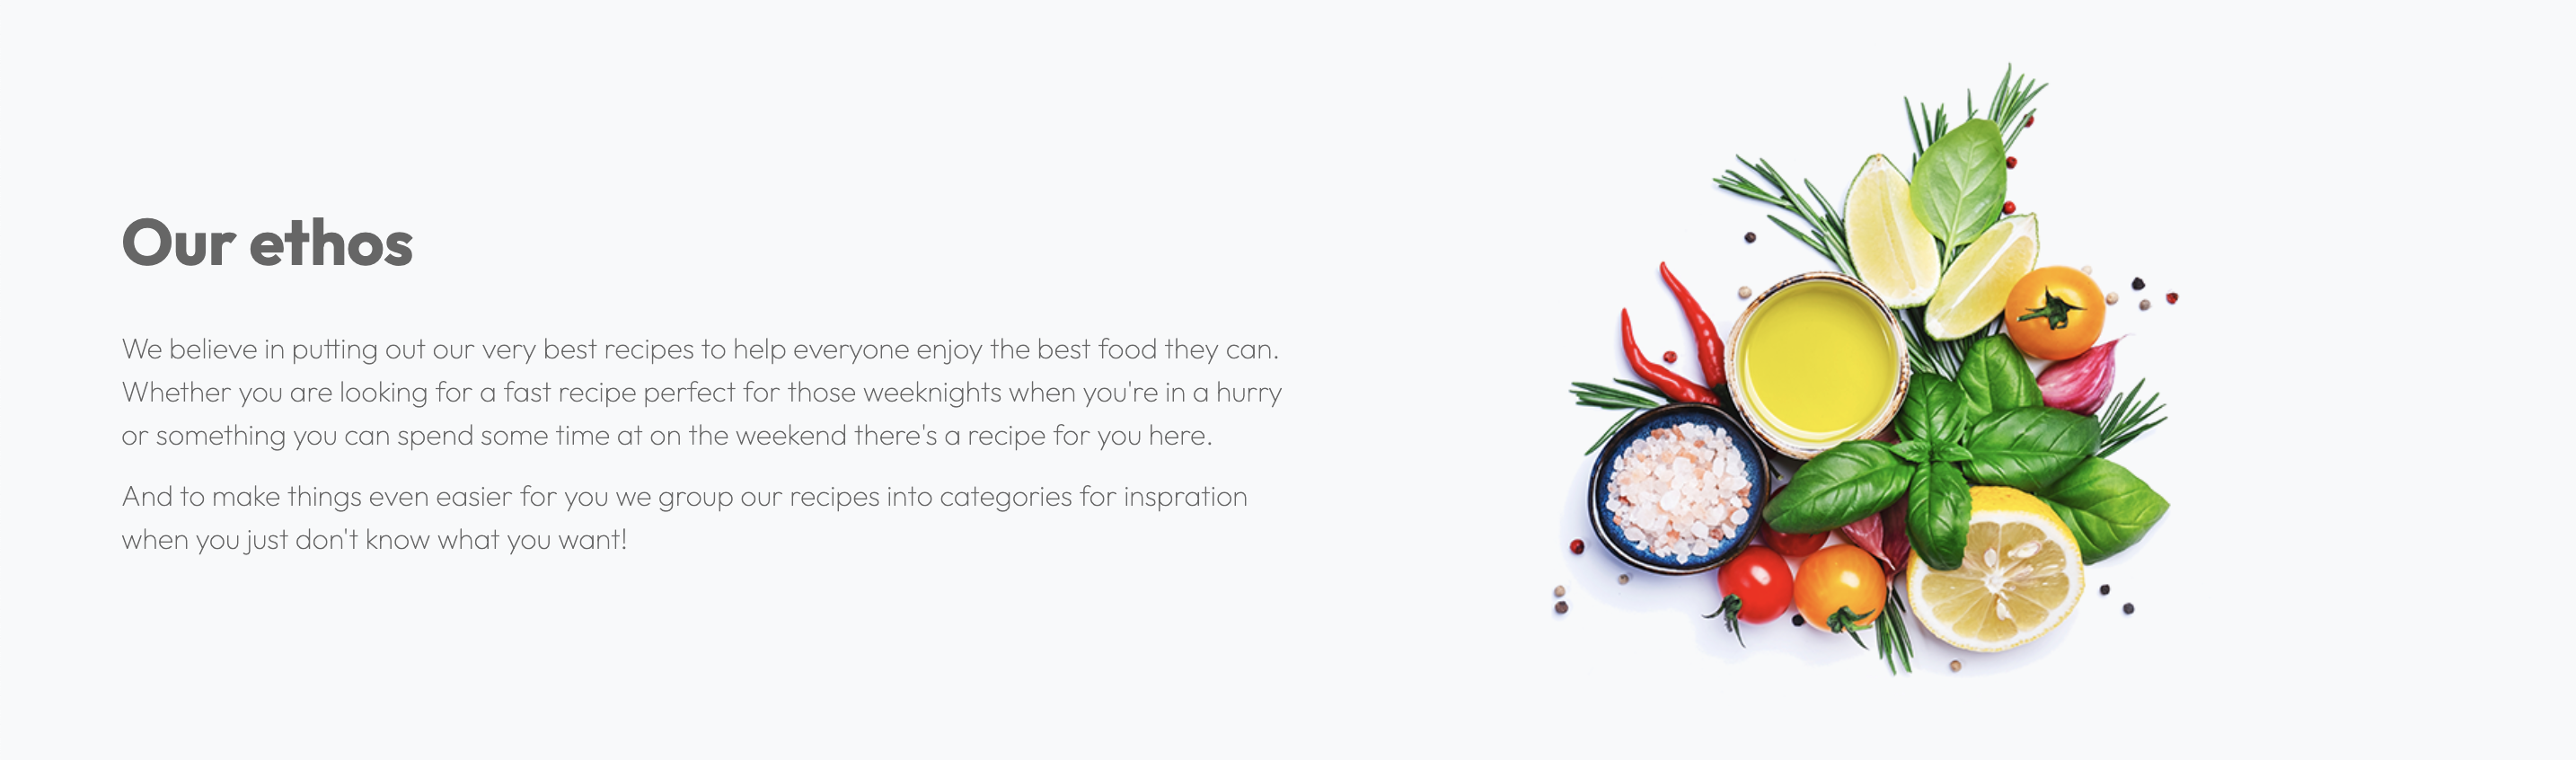 Our ethos
We believe in putting out our very best recipes to help everyone enjoy the best food they can.
Whether you are looking for a fast recipe perfect for those weeknights when you're in a hurry
or something you can spend some time at on the weekend there's a recipe for you here.
And to make things even easier for you we group our recipes into categories for inspration
when you just don't know what you want!